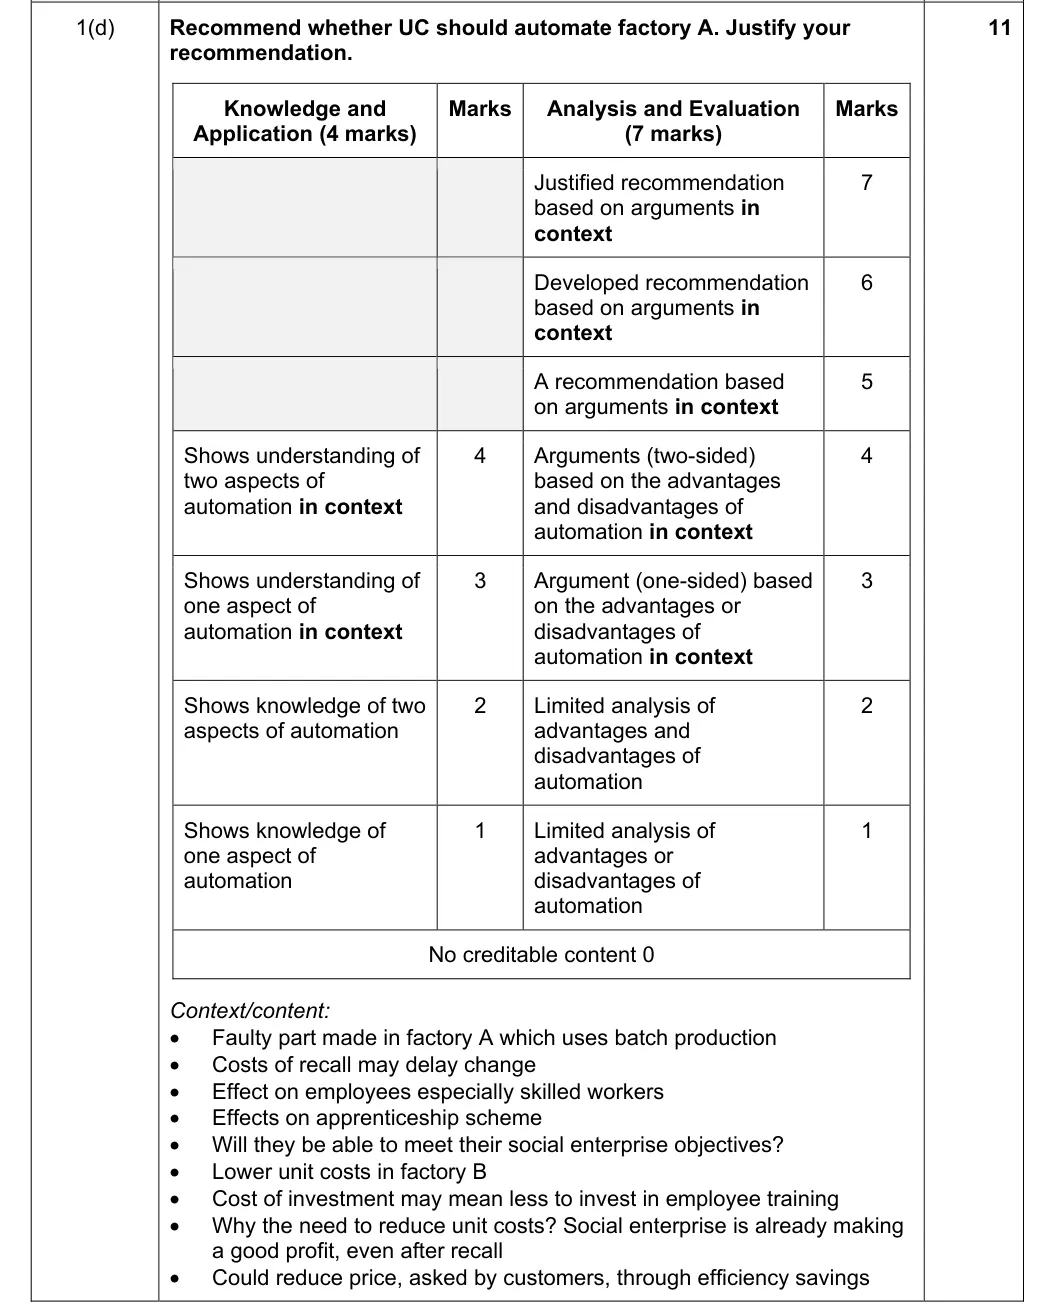 1(d)
Recommend whether UC should automate factory A. Justify your
recommendation.
11
Knowledge and
Application (4 marks)
Marks
Analysis and Evaluation
(7 marks)
Marks
Justified recommendation
based on arguments in
context
7
Developed recommendation
based on arguments in
context
6
A recommendation based
on arguments in context
5
Shows understanding of
two aspects of
automation in context
4
Arguments (two-sided)
based on the advantages
and disadvantages of
automation in context
4
Shows understanding of
one aspect of
automation in context
3
Argument (one-sided) based
on the advantages or
disadvantages of
automation in context
3
Shows knowledge of two
aspects of automation
2
Limited analysis of
advantages and
disadvantages of
automation
2
Shows knowledge of
one aspect of
automation
1
Limited analysis of
advantages or
disadvantages of
automation
1
No creditable content 0
Context/content:
• Faulty part made in factory A which uses batch production
• Costs of recall may delay change
• Effect on employees especially skilled workers
• Effects on apprenticeship scheme
• Will they be able to meet their social enterprise objectives?
• Lower unit costs in factory B
• Cost of investment may mean less to invest in employee training
• Why the need to reduce unit costs? Social enterprise is already making
a good profit, even after recall
• Could reduce price, asked by customers, through efficiency savings